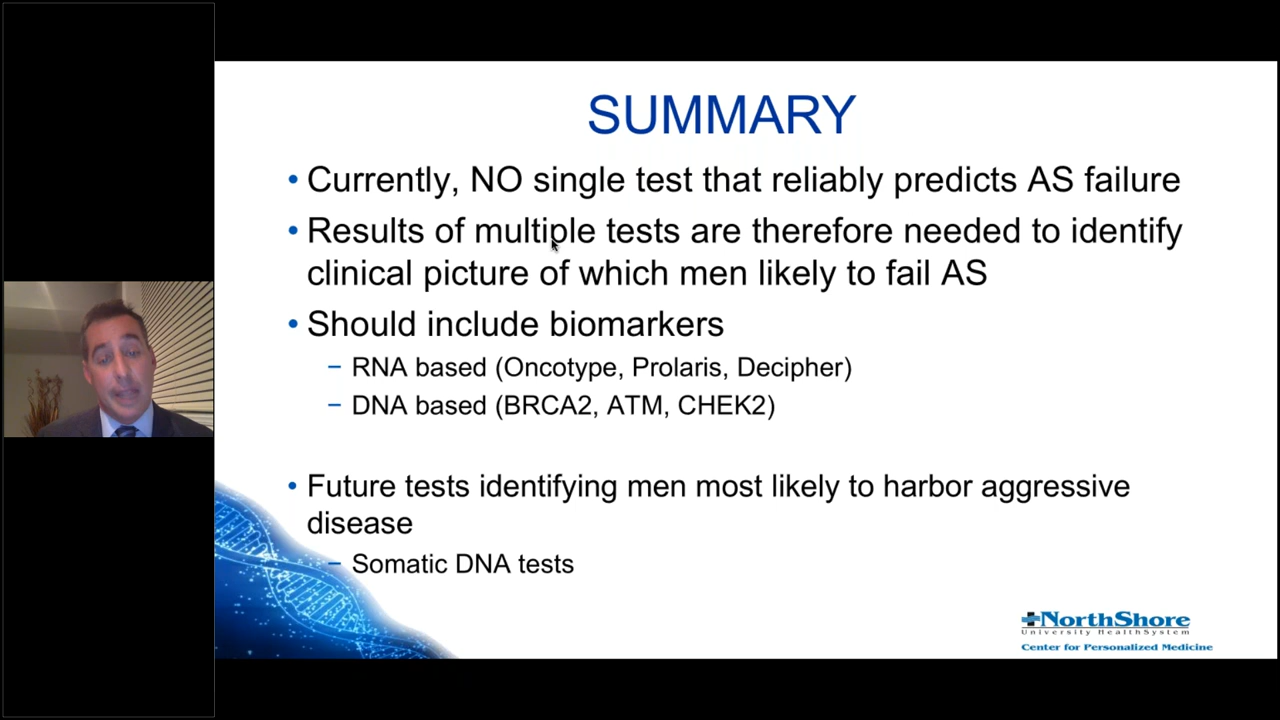 SUMMARY
• Currently, NO single test that reliably predicts AS failure
• Results of multiple tests are therefore needed to identify
clinical picture of which men likely to fail AS
• Should include biomarkers
– RNA based (Oncotype, Prolaris, Decipher)
– DNA based (BRCA2, ATM, CHEK2)
• Future tests identifying men most likely to harbor aggressive
disease
– Somatic DNA tests
NorthShore
University HealthSystem
Center for Personalized Medicine